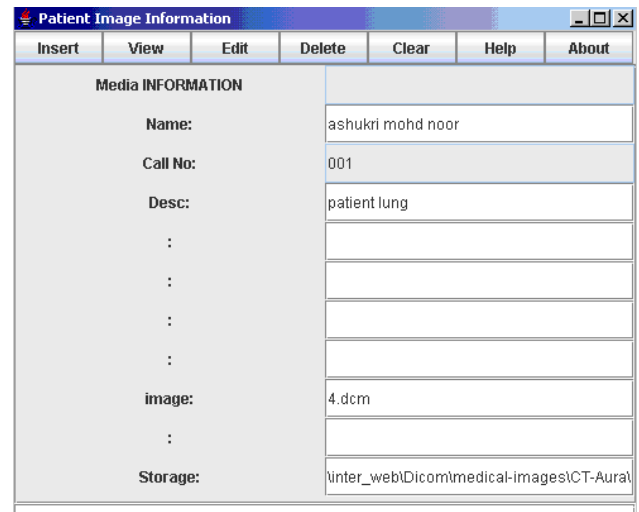 Patient Image Information
Insert View Edit Delete Clear Help About
Media INFORMATION
Name: ashukri mohd noor
Call No: 001
Desc: patient lung
:
:
:
:
image: 4.dcm
:
Storage: \inter_web\Dicom\medical-images\CT-Aura\